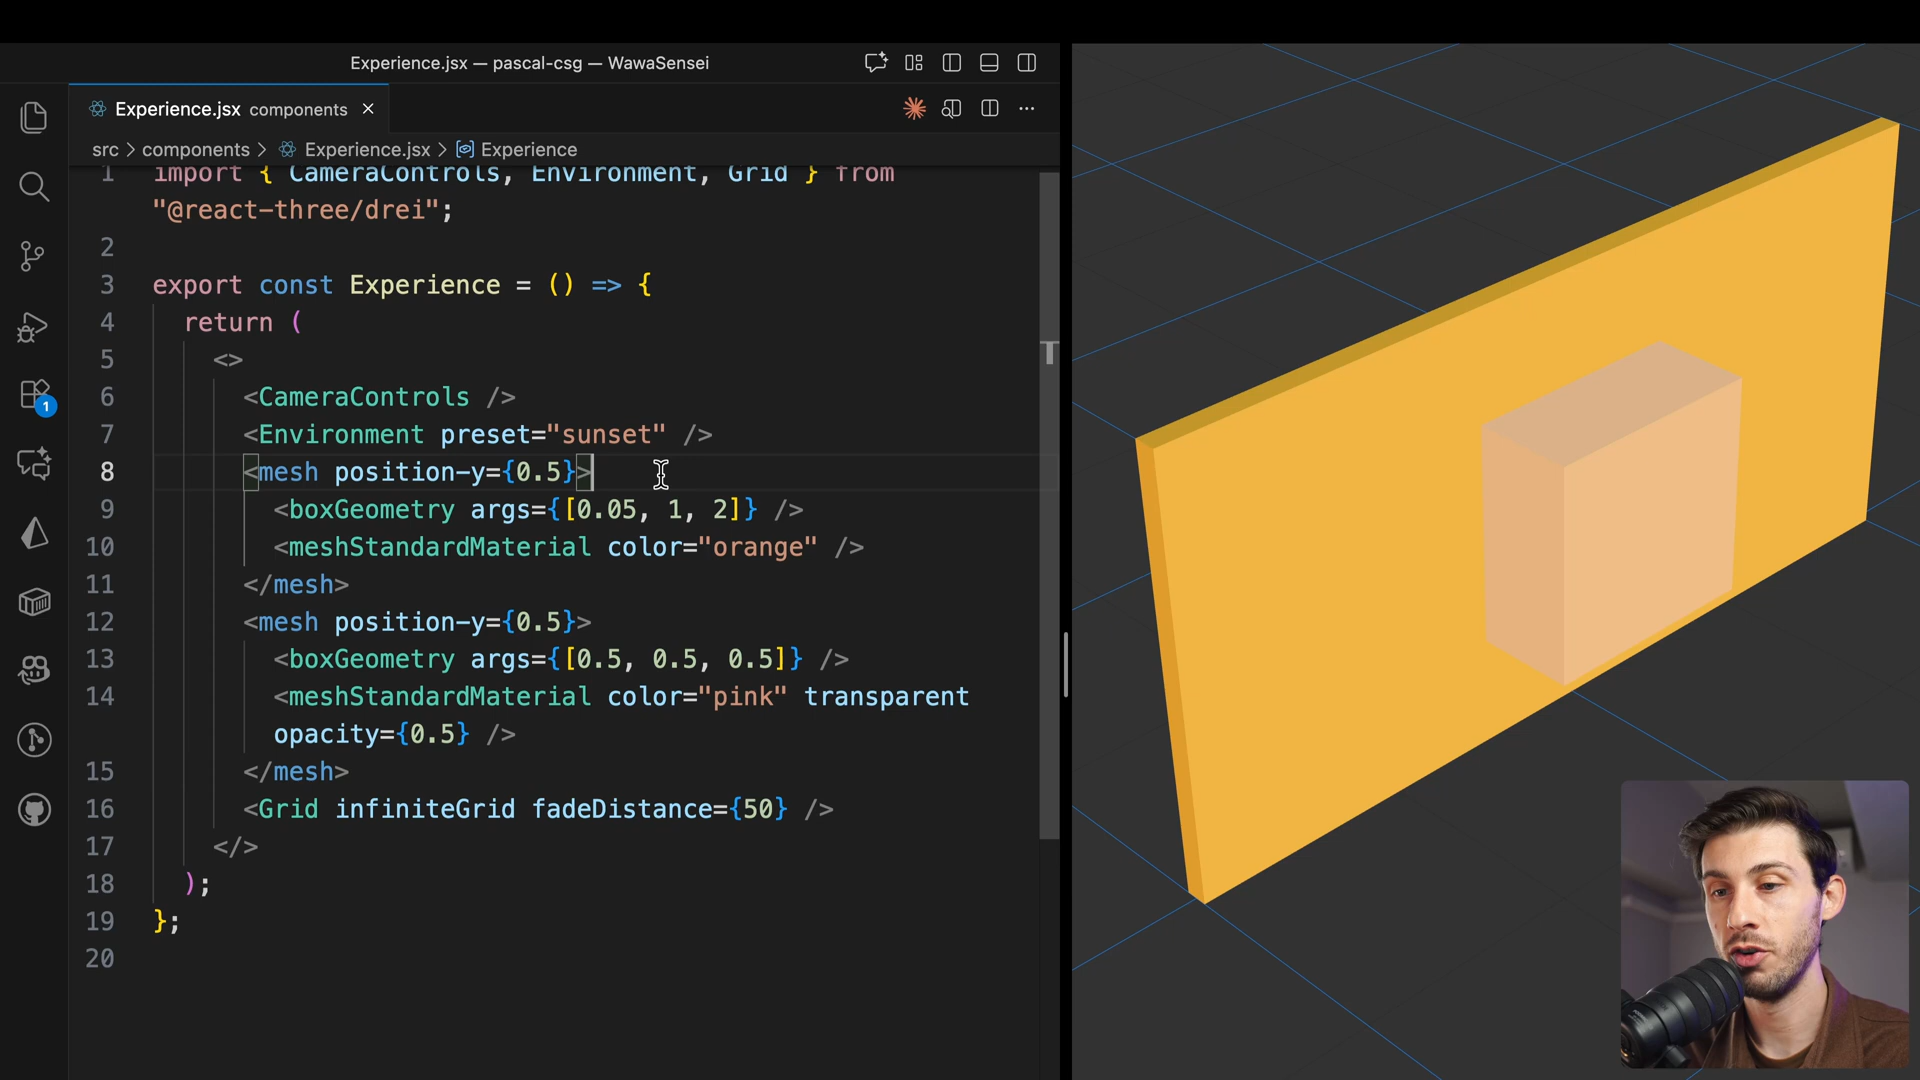 Experience.jsx — pascal-csg — WawaSensei
Experience.jsx components
src > components > Experience.jsx > Experience
1 import { CameraControls, Environment, Grid } from
"@react-three/drei";
2
3 export const Experience = () => {
4 return (
5 <>
6 <CameraControls />
7 <Environment preset="sunset" />
8 <mesh position-y={0.5}>
9 <boxGeometry args={[0.05, 1, 2]} />
10 <meshStandardMaterial color="orange" />
11 </mesh>
12 <mesh position-y={0.5}>
13 <boxGeometry args={[0.5, 0.5, 0.5]} />
14 <meshStandardMaterial color="pink" transparent
opacity={0.5} />
15 </mesh>
16 <Grid infiniteGrid fadeDistance={50} />
17 </>
18 );
19 };
20
1